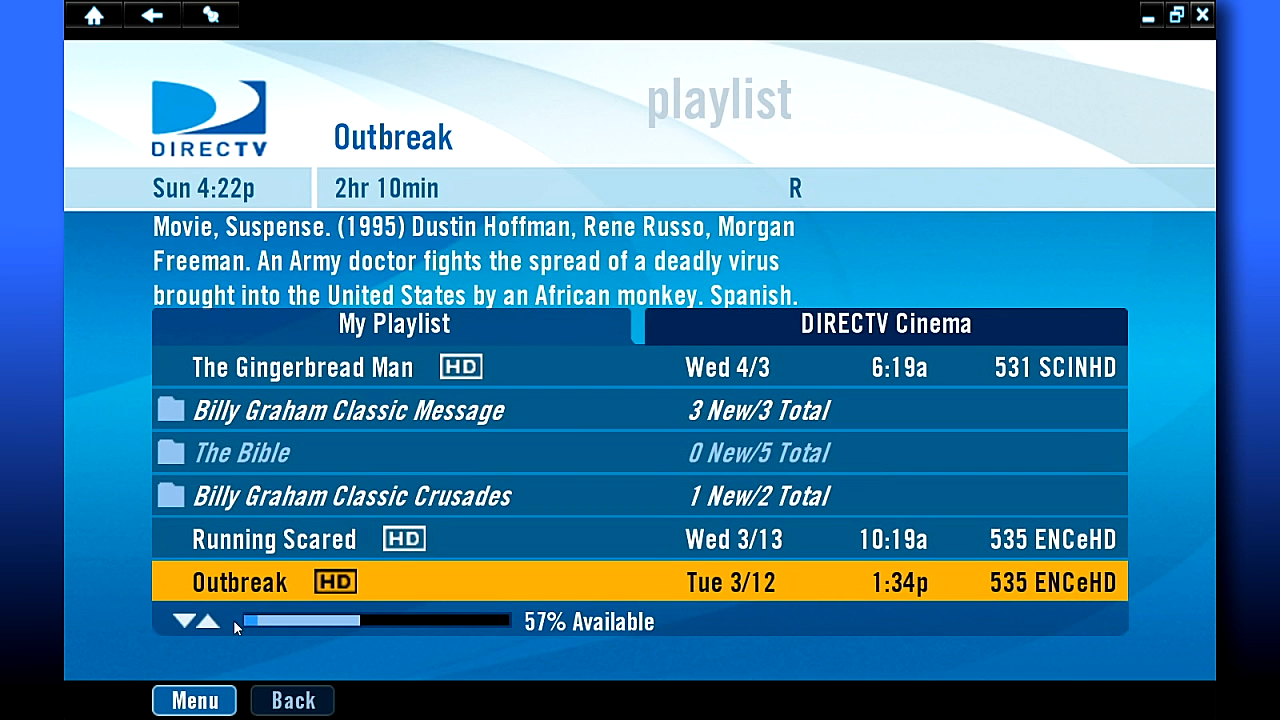 playlist
DIRECTV
Outbreak
Sun 4:22p 2hr 10min R
Movie, Suspense. (1995) Dustin Hoffman, Rene Russo, Morgan
Freeman. An Army doctor fights the spread of a deadly virus
brought into the United States by an African monkey. Spanish.
My Playlist DIRECTV Cinema
The Gingerbread Man HD Wed 4/3 6:19a 531 SCINHD
Billy Graham Classic Message 3 New/3 Total
The Bible 0 New/5 Total
Billy Graham Classic Crusades 1 New/2 Total
Running Scared HD Wed 3/13 10:19a 535 ENCeHD
Outbreak HD Tue 3/12 1:34p 535 ENCeHD
57% Available
Menu Back